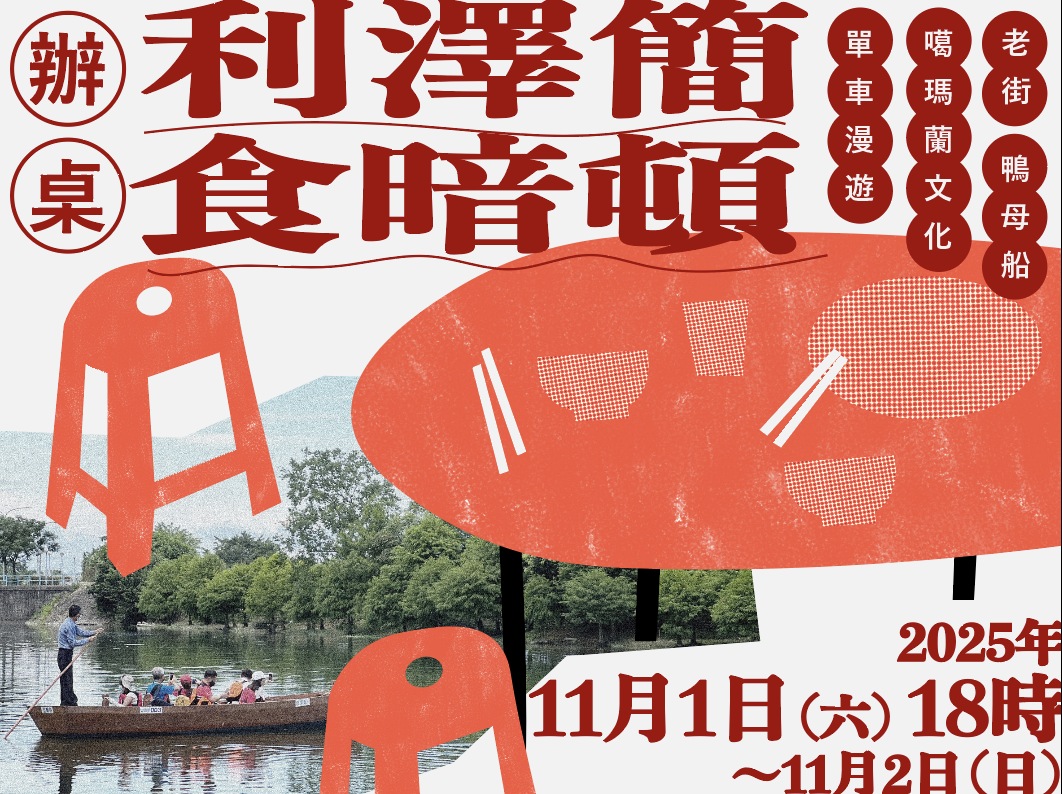 辦桌
利澤簡
食暗頓
單車漫遊
噶瑪蘭文化
老街 鴨母船
2025年
11月1日(六) 18時
~11月2日(日)